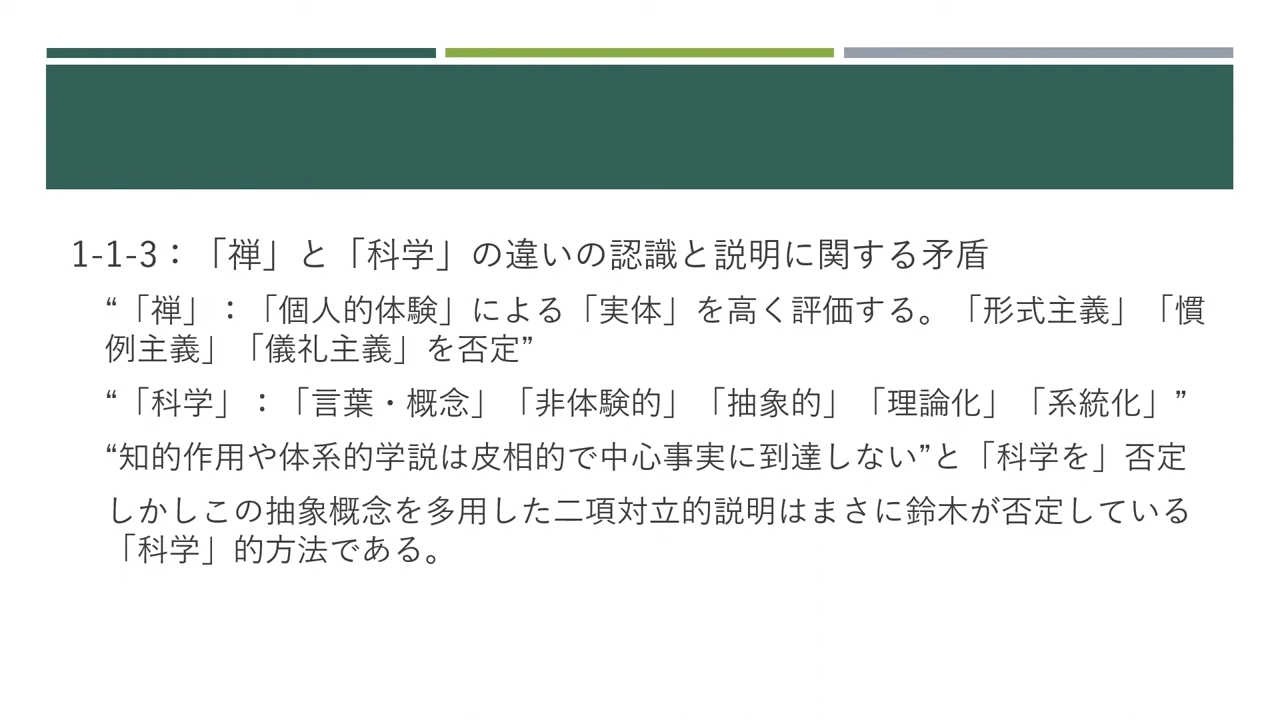 1-1-3：「禅」と「科学」の違いの認識と説明に関する矛盾
“「禅」：「個人的体験」による「実体」を高く評価する。「形式主義」「慣
例主義」「儀礼主義」を否定”
“「科学」：「言葉・概念」「非体験的」「抽象的」「理論化」「系統化」”
“知的作用や体系的学説は皮相的で中心事実に到達しない”と「科学を」否定
しかしこの抽象概念を多用した二項対立的説明はまさに鈴木が否定している
「科学」的方法である。